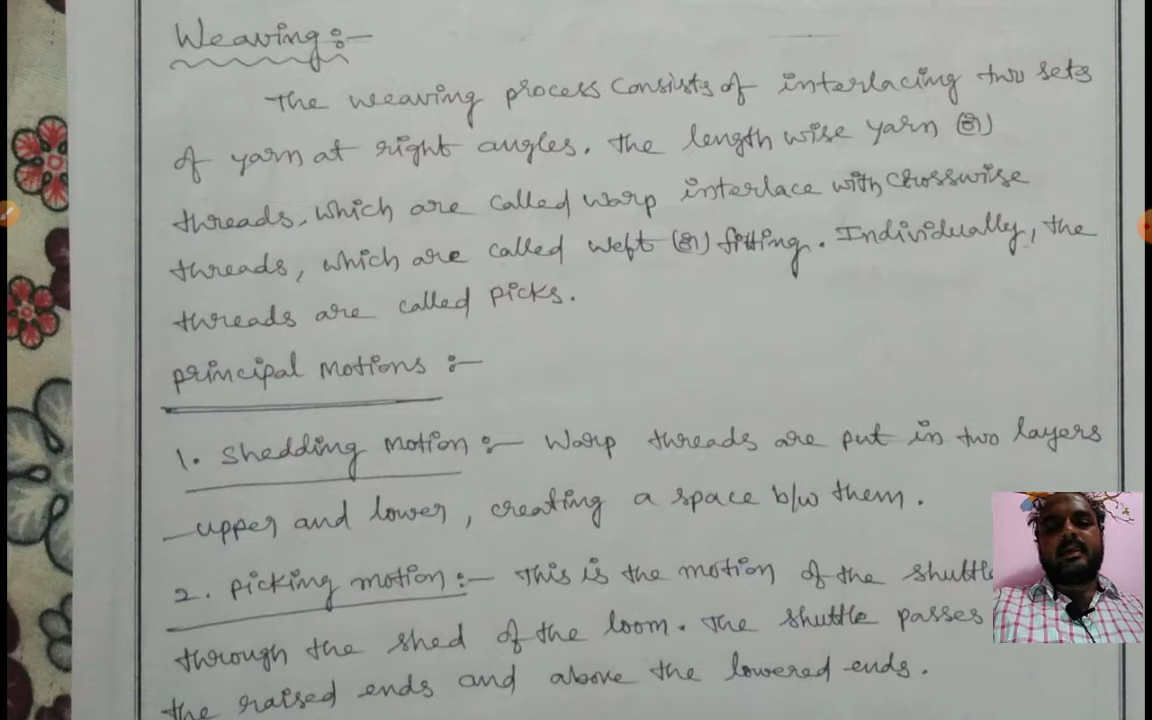 Weaving:-
The weaving process consists of interlacing two sets
of yarn at right angles. The length wise yarn (or)
threads, which are called warp interlace with crosswise
threads, which are called weft (or) fitting. Individually, the
threads are called picks.
principal motions :-
1. Shedding motion :- Warp threads are put in two layers
-upper and lower, creating a space b/w them.
2. Picking motion :- This is the motion of the shuttle
through the shed of the loom. The shuttle passes
the raised ends and above the lowered ends.